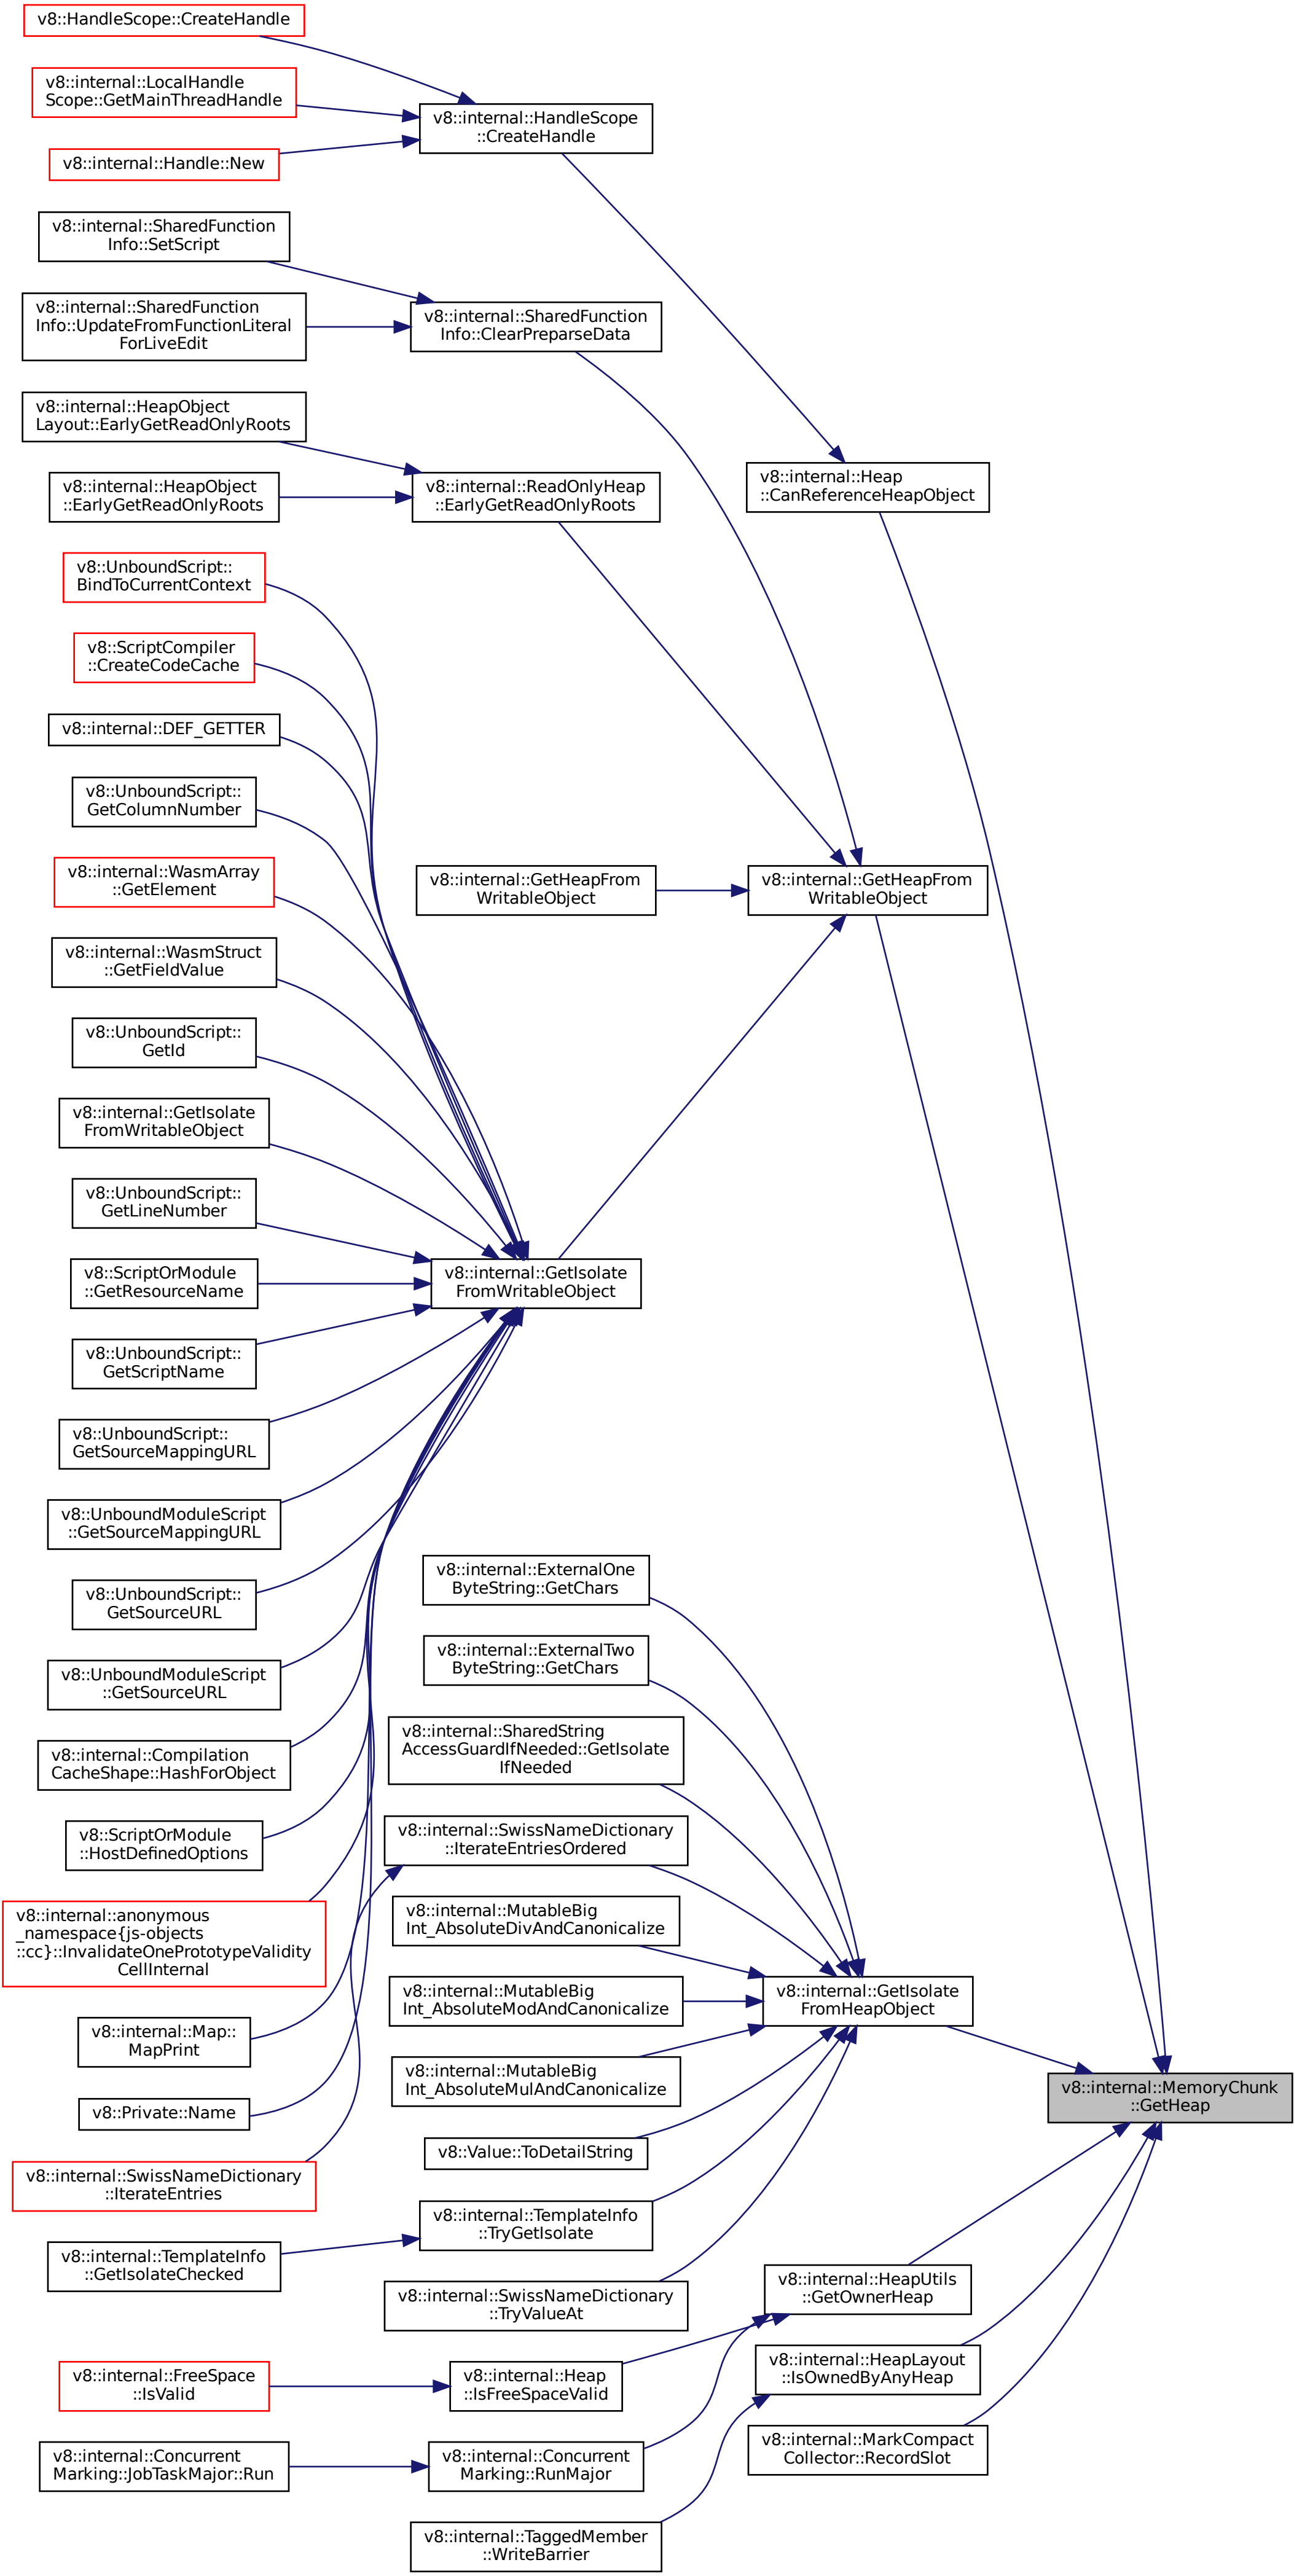 v8::HandleScope::CreateHandle
v8::internal::LocalHandle
Scope::GetMainThreadHandle
v8::internal::HandleScope
::CreateHandle
v8::internal::Handle::New
v8::internal::SharedFunction
Info::SetScript
v8::internal::SharedFunction
Info::UpdateFromFunctionLiteral
ForLiveEdit
v8::internal::SharedFunction
Info::ClearPreparseData
v8::internal::HeapObject
Layout::EarlyGetReadOnlyRoots
v8::internal::HeapObject
::EarlyGetReadOnlyRoots
v8::internal::ReadOnlyHeap
::EarlyGetReadOnlyRoots
v8::internal::Heap
::CanReferenceHeapObject
v8::UnboundScript::
BindToCurrentContext
v8::ScriptCompiler
::CreateCodeCache
v8::internal::DEF_GETTER
v8::UnboundScript::
GetColumnNumber
v8::internal::WasmArray
::GetElement
v8::internal::GetHeapFrom
WritableObject
v8::internal::GetHeapFrom
WritableObject
v8::internal::WasmStruct
::GetFieldValue
v8::UnboundScript::
GetId
v8::internal::GetIsolate
FromWritableObject
v8::UnboundScript::
GetLineNumber
v8::ScriptOrModule
::GetResourceName
v8::internal::GetIsolate
FromWritableObject
v8::UnboundScript::
GetScriptName
v8::UnboundScript::
GetSourceMappingURL
v8::UnboundModuleScript
::GetSourceMappingURL
v8::UnboundScript::
GetSourceURL
v8::internal::ExternalOne
ByteString::GetChars
v8::UnboundModuleScript
::GetSourceURL
v8::internal::ExternalTwo
ByteString::GetChars
v8::internal::Compilation
CacheShape::HashForObject
v8::internal::SharedString
AccessGuardIfNeeded::GetIsolate
IfNeeded
v8::ScriptOrModule
::HostDefinedOptions
v8::internal::SwissNameDictionary
::IterateEntriesOrdered
v8::internal::anonymous
_namespace{js-objects
::cc}::InvalidateOnePrototypeValidity
CellInternal
v8::internal::MutableBig
Int_AbsoluteDivAndCanonicalize
v8::internal::Map::
MapPrint
v8::internal::MutableBig
Int_AbsoluteModAndCanonicalize
v8::internal::GetIsolate
FromHeapObject
v8::Private::Name
v8::internal::MutableBig
Int_AbsoluteMulAndCanonicalize
v8::internal::MemoryChunk
::GetHeap
v8::internal::SwissNameDictionary
::IterateEntries
v8::Value::ToDetailString
v8::internal::TemplateInfo
::GetIsolateChecked
v8::internal::TemplateInfo
::TryGetIsolate
v8::internal::SwissNameDictionary
::TryValueAt
v8::internal::HeapUtils
::GetOwnerHeap
v8::internal::FreeSpace
::IsValid
v8::internal::Heap
::IsFreeSpaceValid
v8::internal::HeapLayout
::IsOwnedByAnyHeap
v8::internal::Concurrent
Marking::JobTaskMajor::Run
v8::internal::Concurrent
Marking::RunMajor
v8::internal::MarkCompact
Collector::RecordSlot
v8::internal::TaggedMember
::WriteBarrier